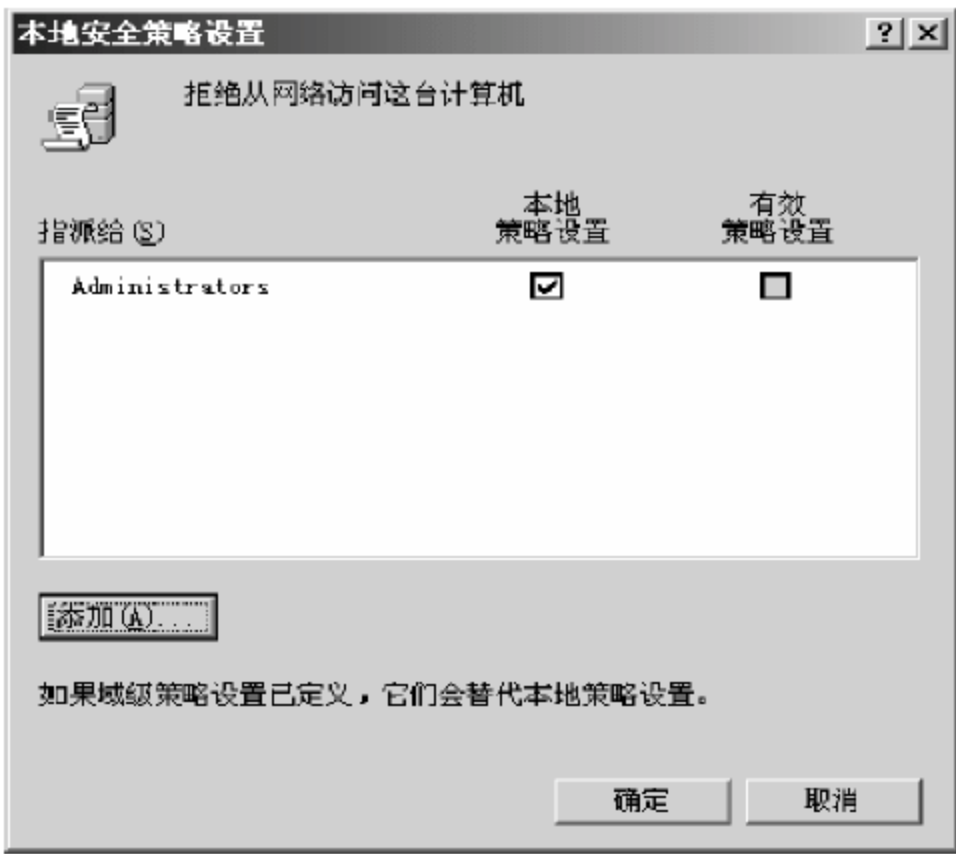 本地安全策略设置
拒绝从网络访问这台计算机
指派给(S)
本地
策略设置
有效
策略设置
Administrators
添加(A)...
如果域级策略设置已定义，它们会替代本地策略设置。
确定
取消